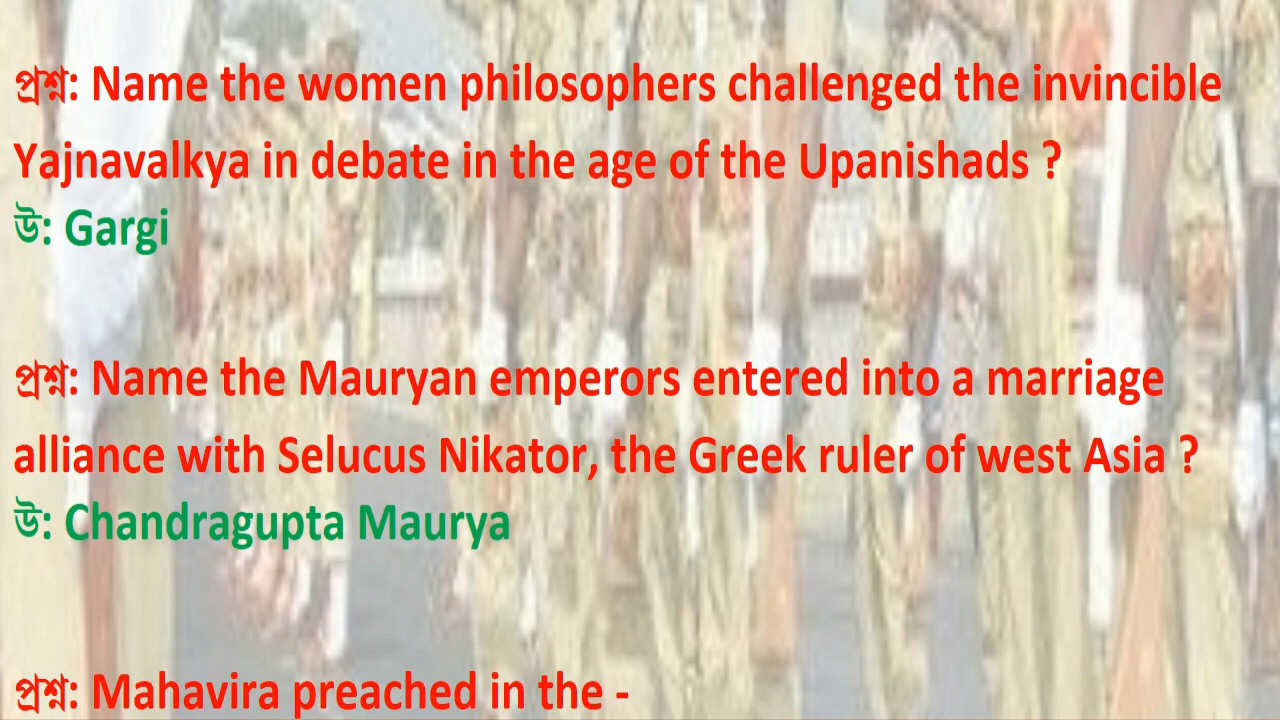 প্রশ্ন: Name the women philosophers challenged the invincible
Yajnavalkya in debate in the age of the Upanishads ?
উ: Gargi
প্রশ্ন: Name the Mauryan emperors entered into a marriage
alliance with Selucus Nikator, the Greek ruler of west Asia ?
উ: Chandragupta Maurya
প্রশ্ন: Mahavira preached in the -